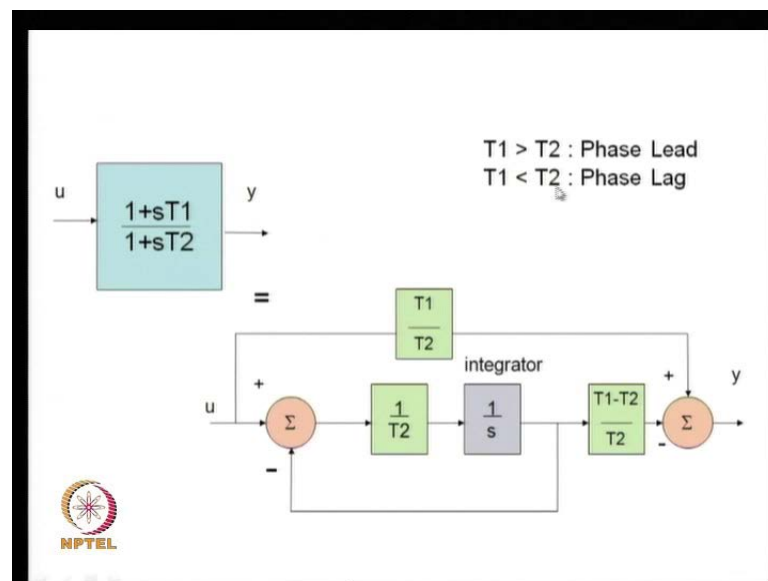 T1 > T2 : Phase Lead
T1 < T2 : Phase Lag
u
1+sT1
1+sT2
y
=
T1
T2
integrator
u
+
Σ
-
1
T2
1
s
T1-T2
T2
+
-
Σ
y
NPTEL